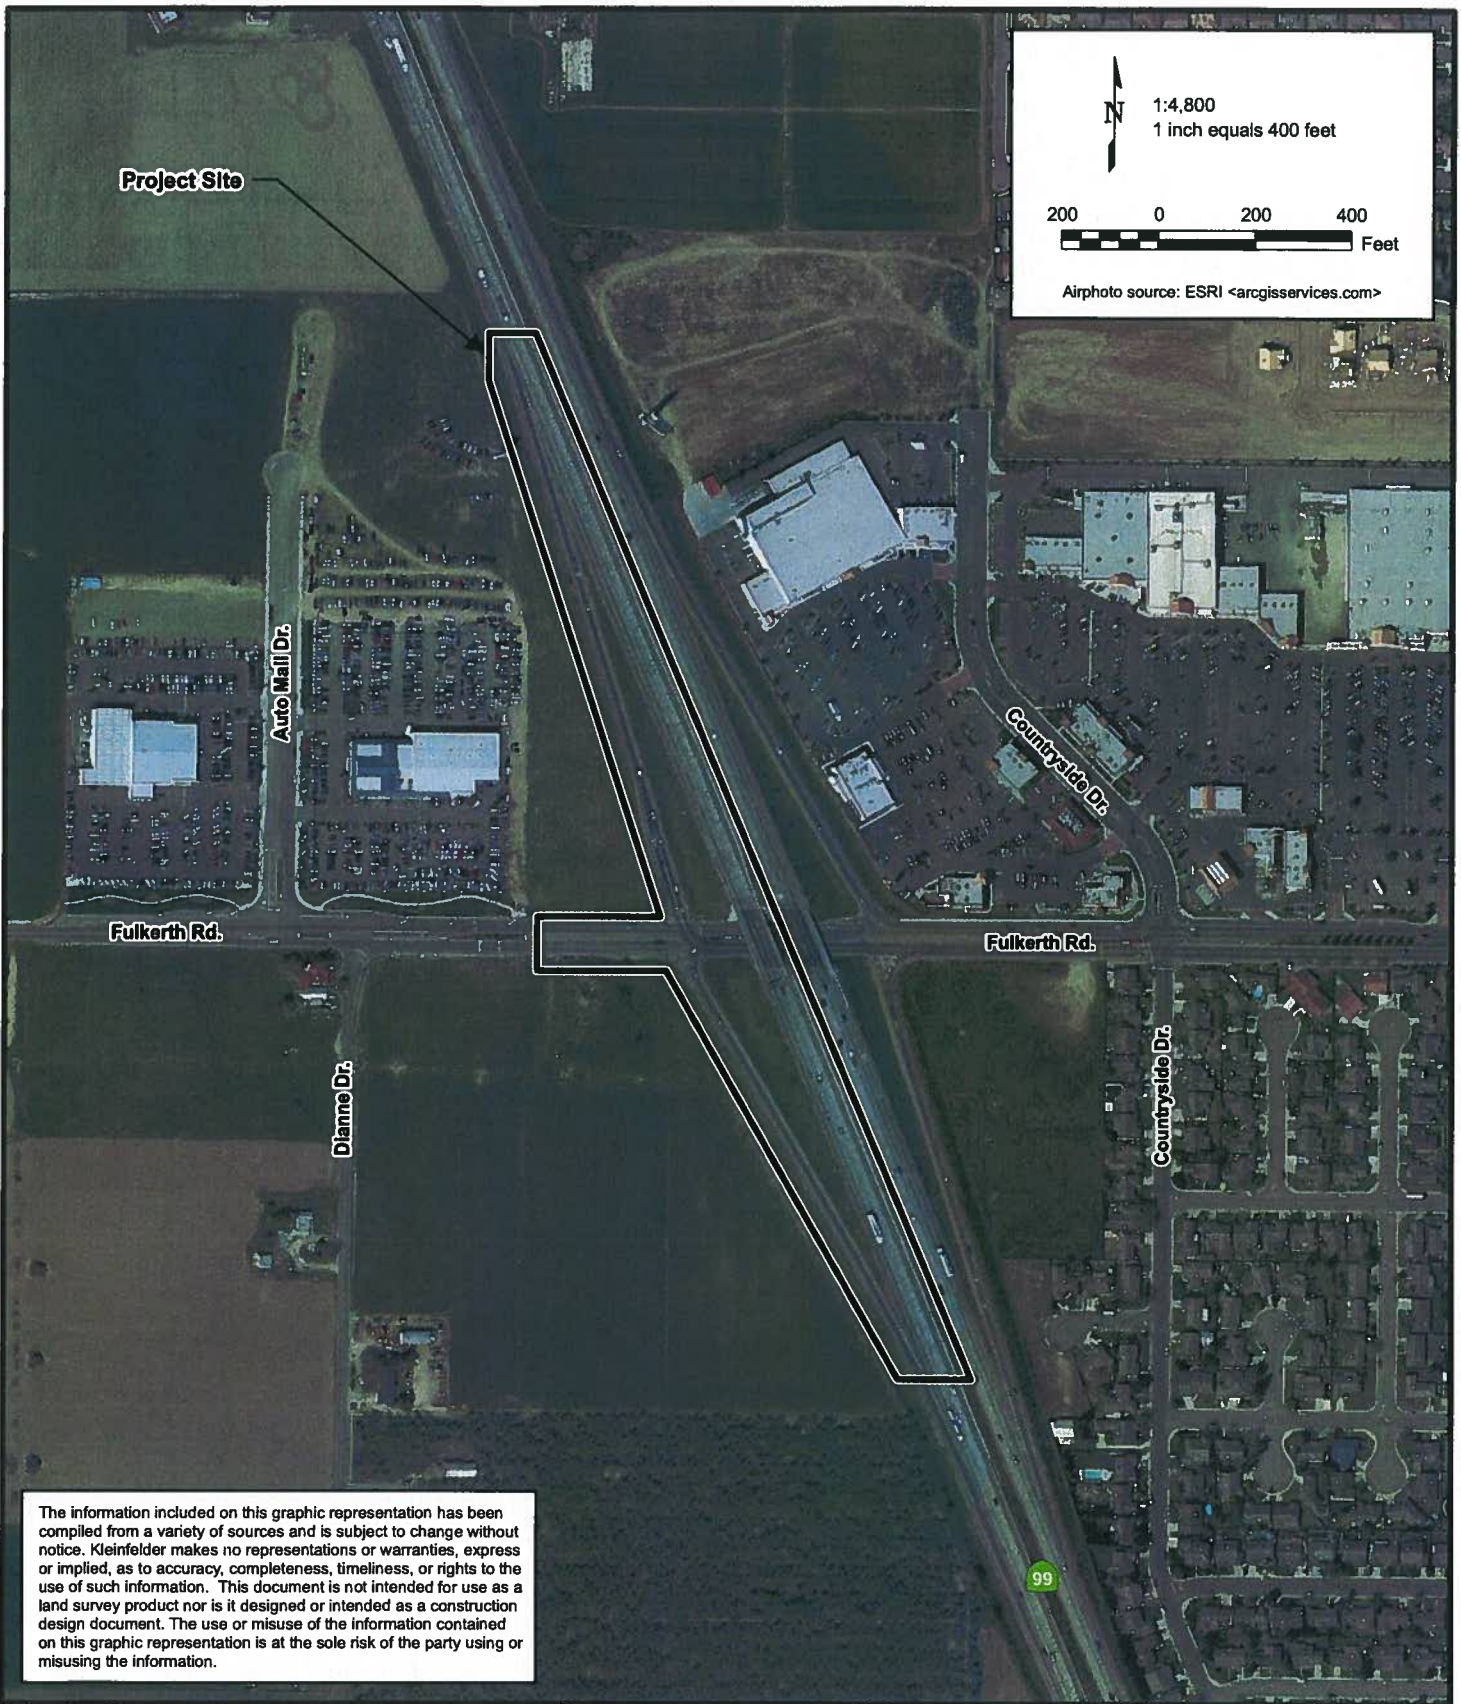 N
1:4,800
1 inch equals 400 feet
200 0 200 400
Feet
Airphoto source: ESRI <arcgisservices.com>
Project Site
Auto Mall Dr.
Countryside Dr.
Fulkerth Rd.
Fulkerth Rd.
Dianne Dr.
Countryside Dr.
99
The information included on this graphic representation has been
compiled from a variety of sources and is subject to change without
notice. Kleinfelder makes no representations or warranties, express
or implied, as to accuracy, completeness, timeliness, or rights to the
use of such information. This document is not intended for use as a
land survey product nor is it designed or intended as a construction
design document. The use or misuse of the information contained
on this graphic representation is at the sole risk of the party using or
misusing the information.